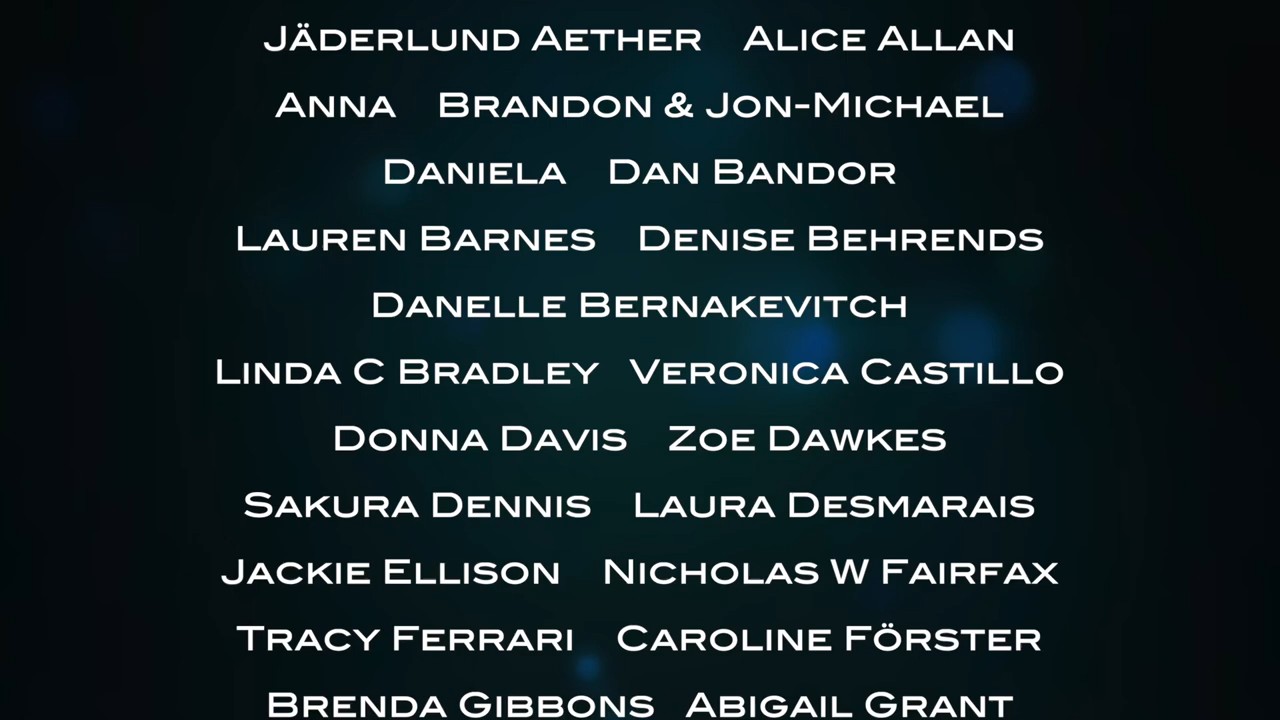 Jäderlund Aether Alice Allan
Anna Brandon & Jon-Michael
Daniela Dan Bandor
Lauren Barnes Denise Behrends
Danelle Bernakevitch
Linda C Bradley Veronica Castillo
Donna Davis Zoe Dawkes
Sakura Dennis Laura Desmarais
Jackie Ellison Nicholas W Fairfax
Tracy Ferrari Caroline Förster
Brenda Gibbons Abigail Grant